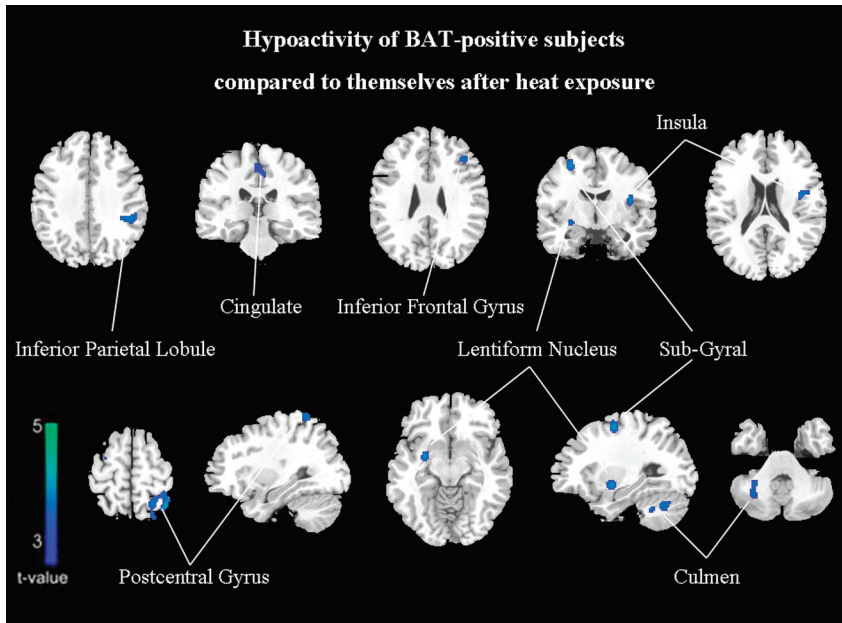 Hypoactivity of BAT-positive subjects
compared to themselves after heat exposure
Insula
Cingulate
Inferior Frontal Gyrus
Inferior Parietal Lobule
Lentiform Nucleus
Sub-Gyral
5
3
t-value
Postcentral Gyrus
Culmen